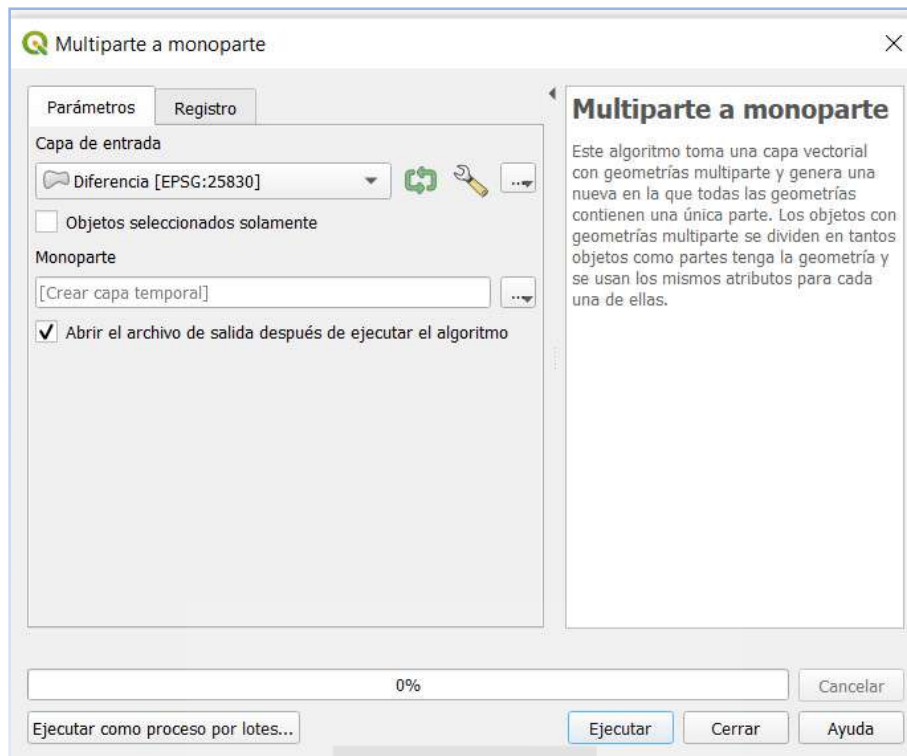 Multiparte a monoparte
Parámetros
Registro
Capa de entrada
Diferencia [EPSG:25830]
...
Objetos seleccionados solamente
Monoparte
[Crear capa temporal]
...
Abrir el archivo de salida después de ejecutar el algoritmo
Multiparte a monoparte
Este algoritmo toma una capa vectorial
con geometrías multiparte y genera una
nueva en la que todas las geometrías
contienen una única parte. Los objetos con
geometrías multiparte se dividen en tantos
objetos como partes tenga la geometría y
se usan los mismos atributos para cada
una de ellas.
0%
Cancelar
Ejecutar como proceso por lotes...
Ejecutar
Cerrar
Ayuda